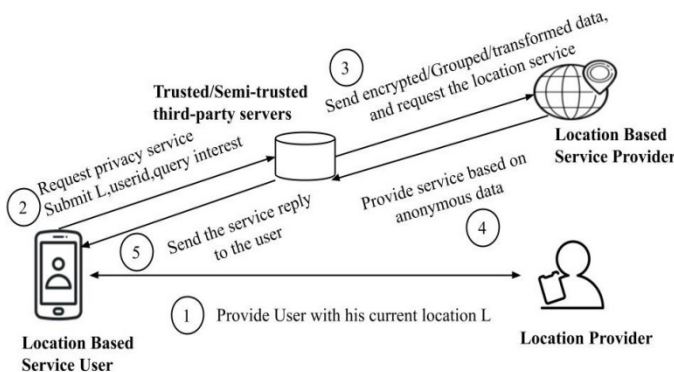 3
Send encrypted/Grouped/transformed data,
and request the location service
Trusted/Semi-trusted
third-party servers
Location Based
Service Provider
2
Request privacy service
Submit L,userid,query interest
Provide service based on
anonymous data
4
5
Send the service reply
to the user
1
Provide User with his current location L
Location Based
Service User
Location Provider